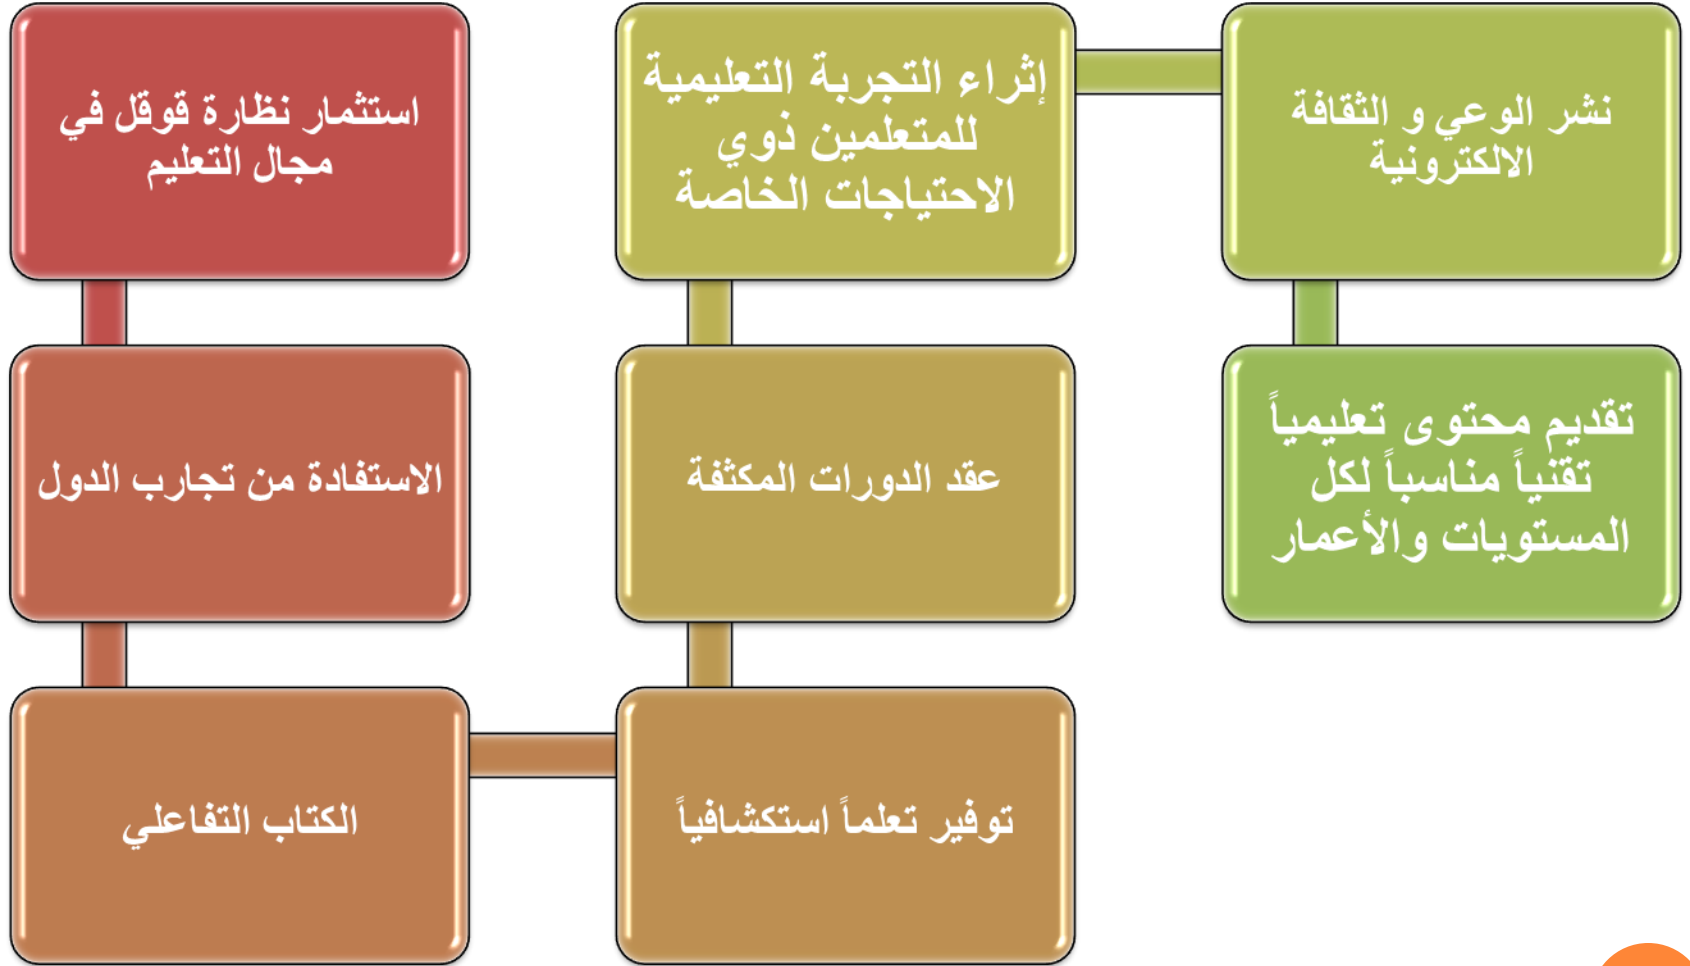 استثمار نظارة قوقل في
مجال التعليم
الاستفادة من تجارب الدول
الكتاب التفاعلي
توفير تعلماً استكشافياً
عقد الدورات المكثفة
إثراء التجربة التعليمية
للمتعلمين ذوي
الاحتياجات الخاصة
نشر الوعي و الثقافة
الالكترونية
تقديم محتوى تعليمياً
تقنياً مناسباً لكل
المستويات والأعمار